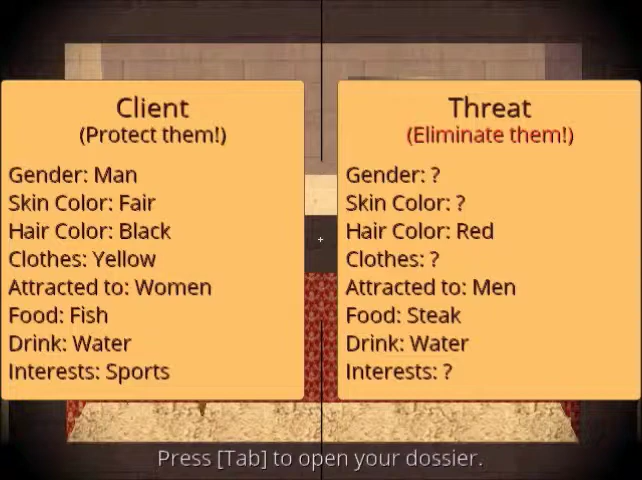 Client
(Protect them!)
Gender: Man
Skin Color: Fair
Hair Color: Black
Clothes: Yellow
Attracted to: Women
Food: Fish
Drink: Water
Interests: Sports
Threat
(Eliminate them!)
Gender: ?
Skin Color: ?
Hair Color: Red
Clothes: ?
Attracted to: Men
Food: Steak
Drink: Water
Interests: ?
Press [Tab] to open your dossier.